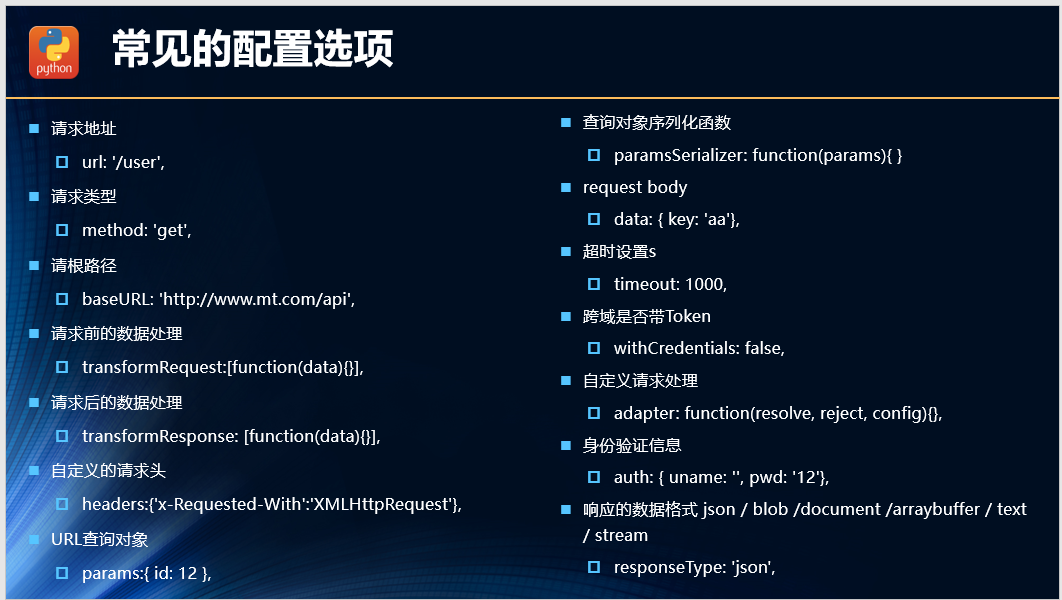 python
常见的配置选项
请求地址
url: '/user',
请求类型
method: 'get',
请根路径
baseURL: 'http://www.mt.com/api',
请求前的数据处理
transformRequest:[function(data){}],
请求后的数据处理
transformResponse: [function(data){}],
自定义的请求头
headers:{'x-Requested-With':'XMLHttpRequest'},
URL查询对象
params:{ id: 12 },
查询对象序列化函数
paramsSerializer: function(params){ }
request body
data: { key: 'aa'},
超时设置s
timeout: 1000,
跨域是否带Token
withCredentials: false,
自定义请求处理
adapter: function(resolve, reject, config){},
身份验证信息
auth: { uname: '', pwd: '12'},
响应的数据格式 json / blob /document /arraybuffer / text
/ stream
responseType: 'json',